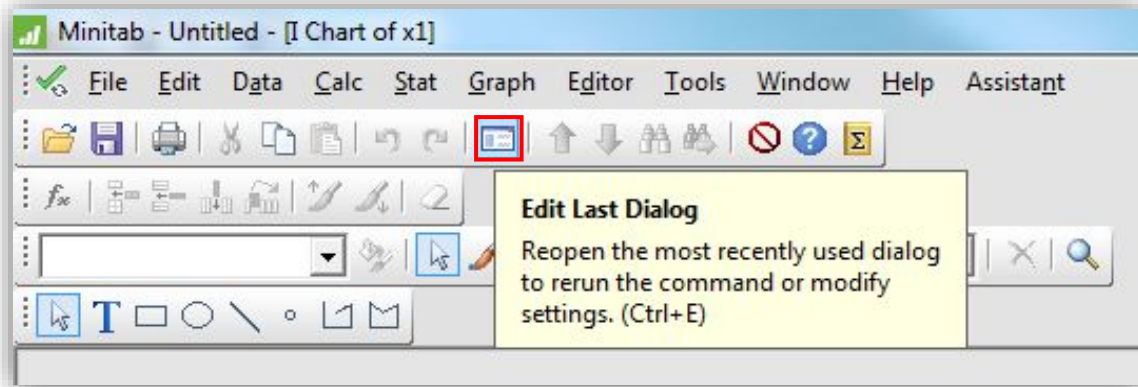 Minitab - Untitled - [I Chart of x1]
File Edit Data Calc Stat Graph Editor Tools Window Help Assistant
Edit Last Dialog
Reopen the most recently used dialog
to rerun the command or modify
settings. (Ctrl+E)